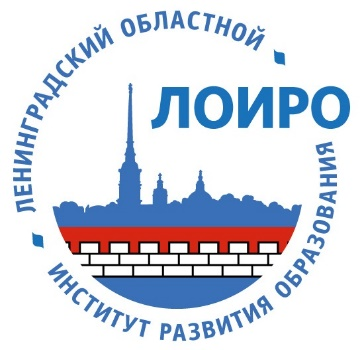 ЛЕНИНГРАДСКИЙ ОБЛАСТНОЙ
ЛОИРО
ИНСТИТУТ РАЗВИТИЯ ОБРАЗОВАНИЯ